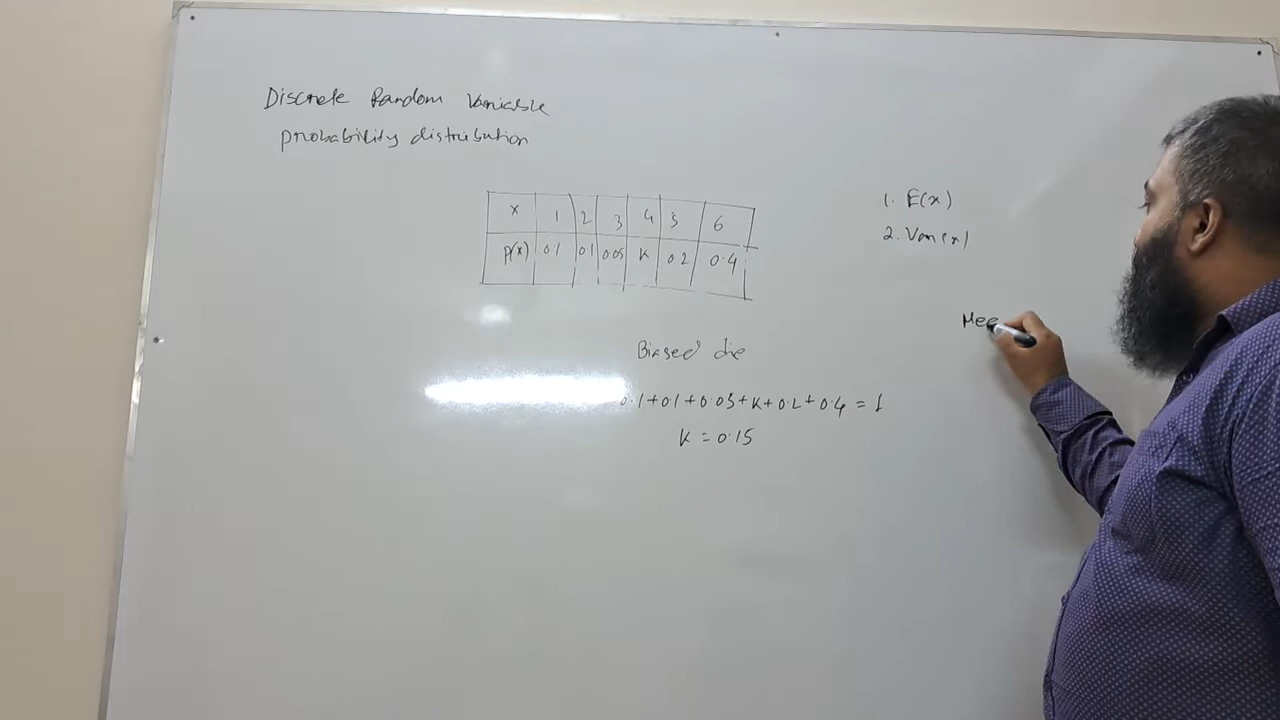 Discrete Random Variable
probability distribution
x 1 2 3 4 5 6
p(x) 0.1 0.1 0.05 K 0.2 0.4
1. E(x)
2. Var(x)
Mea
Biased die
0.1+0.1+0.05+K+0.2+0.4 = 1
K = 0.15